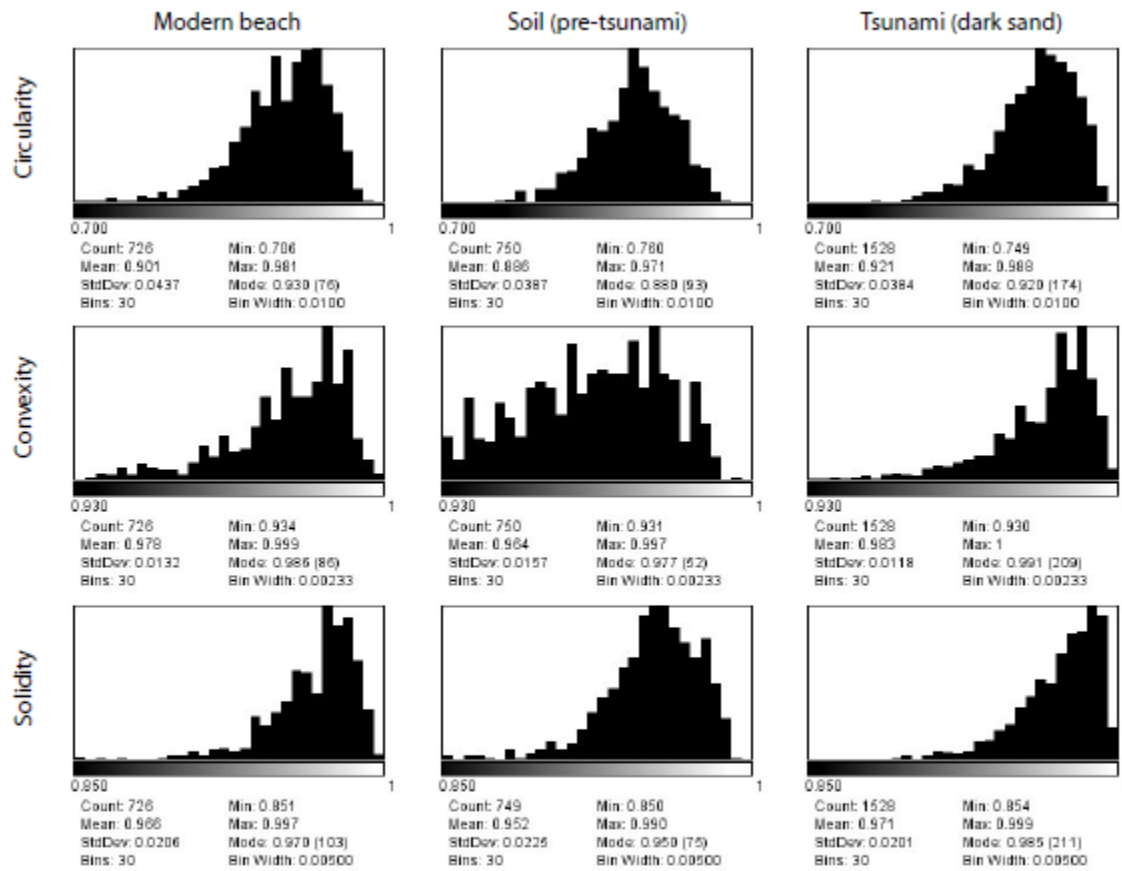 Modern beach Soil (pre-tsunami) Tsunami (dark sand)
Circularity
0.700 0.700 1 0.700
Count: 726 Min: 0.706 Count: 750 Min: 0.760 Count: 1528 Min: 0.749
Mean: 0.901 Max: 0.981 Mean: 0.886 Max: 0.971 Mean: 0.921 Max: 0.988
StdDev: 0.0437 Mode: 0.930 (76) StdDev: 0.0387 Mode: 0.880 (93) StdDev: 0.0384 Mode: 0.920 (174)
Bins: 30 Bin Width: 0.0100 Bins: 30 Bin Width: 0.0100 Bins: 30 Bin Width: 0.0100
Convexity
0.930 1 0.930 1 0.930
Count: 726 Min: 0.934 Count: 750 Min: 0.931 Count: 1528 Min: 0.930
Mean: 0.978 Max: 0.999 Mean: 0.964 Max: 0.997 Mean: 0.983 Max: 1
StdDev: 0.0132 Mode: 0.986 (86) StdDev: 0.0157 Mode: 0.977 (52) StdDev: 0.0118 Mode: 0.991 (209)
Bins: 30 Bin Width: 0.00233 Bins: 30 Bin Width: 0.00233 Bins: 30 Bin Width: 0.00233
Solidity
0.850 1 0.850 1 0.850
Count: 726 Min: 0.851 Count: 749 Min: 0.850 Count: 1528 Min: 0.854
Mean: 0.966 Max: 0.997 Mean: 0.952 Max: 0.990 Mean: 0.971 Max: 0.999
StdDev: 0.0206 Mode: 0.970 (103) StdDev: 0.0225 Mode: 0.950 (75) StdDev: 0.0201 Mode: 0.985 (211)
Bins: 30 Bin Width: 0.00500 Bins: 30 Bin Width: 0.00500 Bins: 30 Bin Width: 0.00500